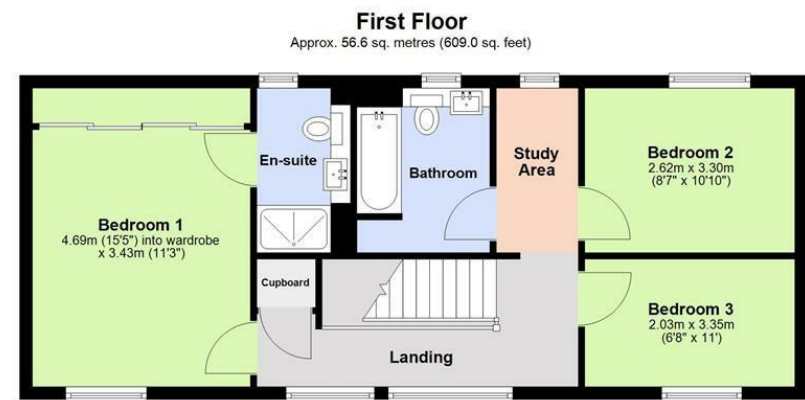 First Floor
Approx. 56.6 sq. metres (609.0 sq. feet)
En-suite
Bathroom
Study
Area
Bedroom 2
2.62m x 3.30m
(8'7" x 10'10")
Bedroom 1
4.69m (15'5") into wardrobe
x 3.43m (11'3")
Cupboard
Landing
Bedroom 3
2.03m x 3.35m
(6'8" x 11')